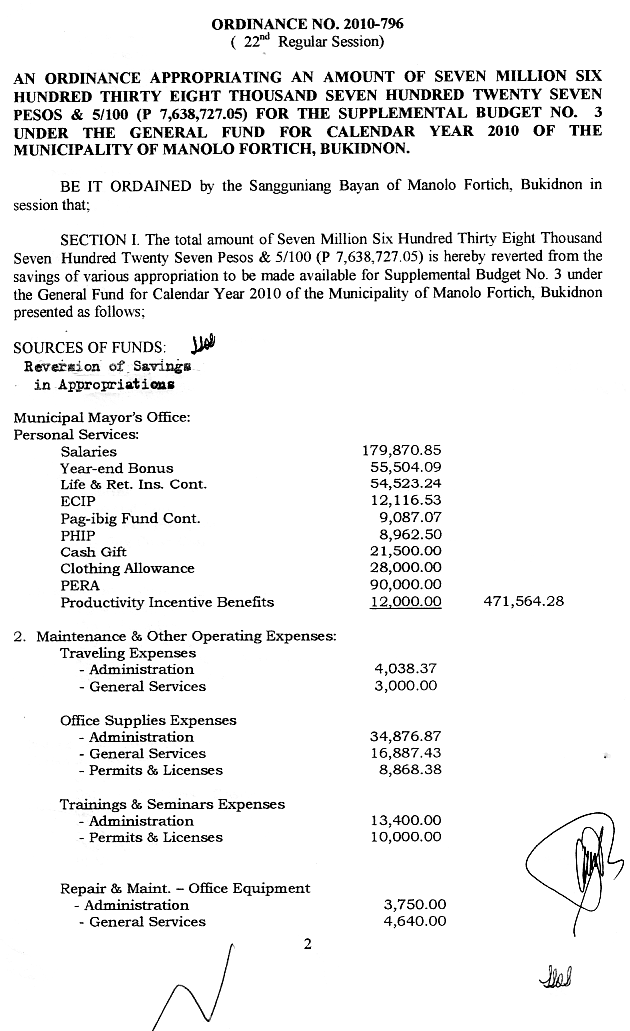 ORDINANCE NO. 2010-796
( 22nd Regular Session)
AN ORDINANCE APPROPRIATING AN AMOUNT OF SEVEN MILLION SIX
HUNDRED THIRTY EIGHT THOUSAND SEVEN HUNDRED TWENTY SEVEN
PESOS & 5/100 (P 7,638,727.05) FOR THE SUPPLEMENTAL BUDGET NO. 3
UNDER THE GENERAL FUND FOR CALENDAR YEAR 2010 OF THE
MUNICIPALITY OF MANOLO FORTICH, BUKIDNON.
BE IT ORDAINED by the Sangguniang Bayan of Manolo Fortich, Bukidnon in
session that;
SECTION I. The total amount of Seven Million Six Hundred Thirty Eight Thousand
Seven Hundred Twenty Seven Pesos & 5/100 (P 7,638,727.05) is hereby reverted from the
savings of various appropriation to be made available for Supplemental Budget No. 3 under
the General Fund for Calendar Year 2010 of the Municipality of Manolo Fortich, Bukidnon
presented as follows;
SOURCES OF FUNDS:
Reversion of Savings
in Appropriations
Municipal Mayor's Office:
Personal Services:
Salaries 179,870.85
Year-end Bonus 55,504.09
Life & Ret. Ins. Cont. 54,523.24
ECIP 12,116.53
Pag-ibig Fund Cont. 9,087.07
PHIP 8,962.50
Cash Gift 21,500.00
Clothing Allowance 28,000.00
PERA 90,000.00
Productivity Incentive Benefits 12,000.00 471,564.28
2. Maintenance & Other Operating Expenses:
Traveling Expenses
- Administration 4,038.37
- General Services 3,000.00
Office Supplies Expenses
- Administration 34,876.87
- General Services 16,887.43
- Permits & Licenses 8,868.38
Trainings & Seminars Expenses
- Administration 13,400.00
- Permits & Licenses 10,000.00
Repair & Maint. – Office Equipment
- Administration 3,750.00
- General Services 4,640.00
2